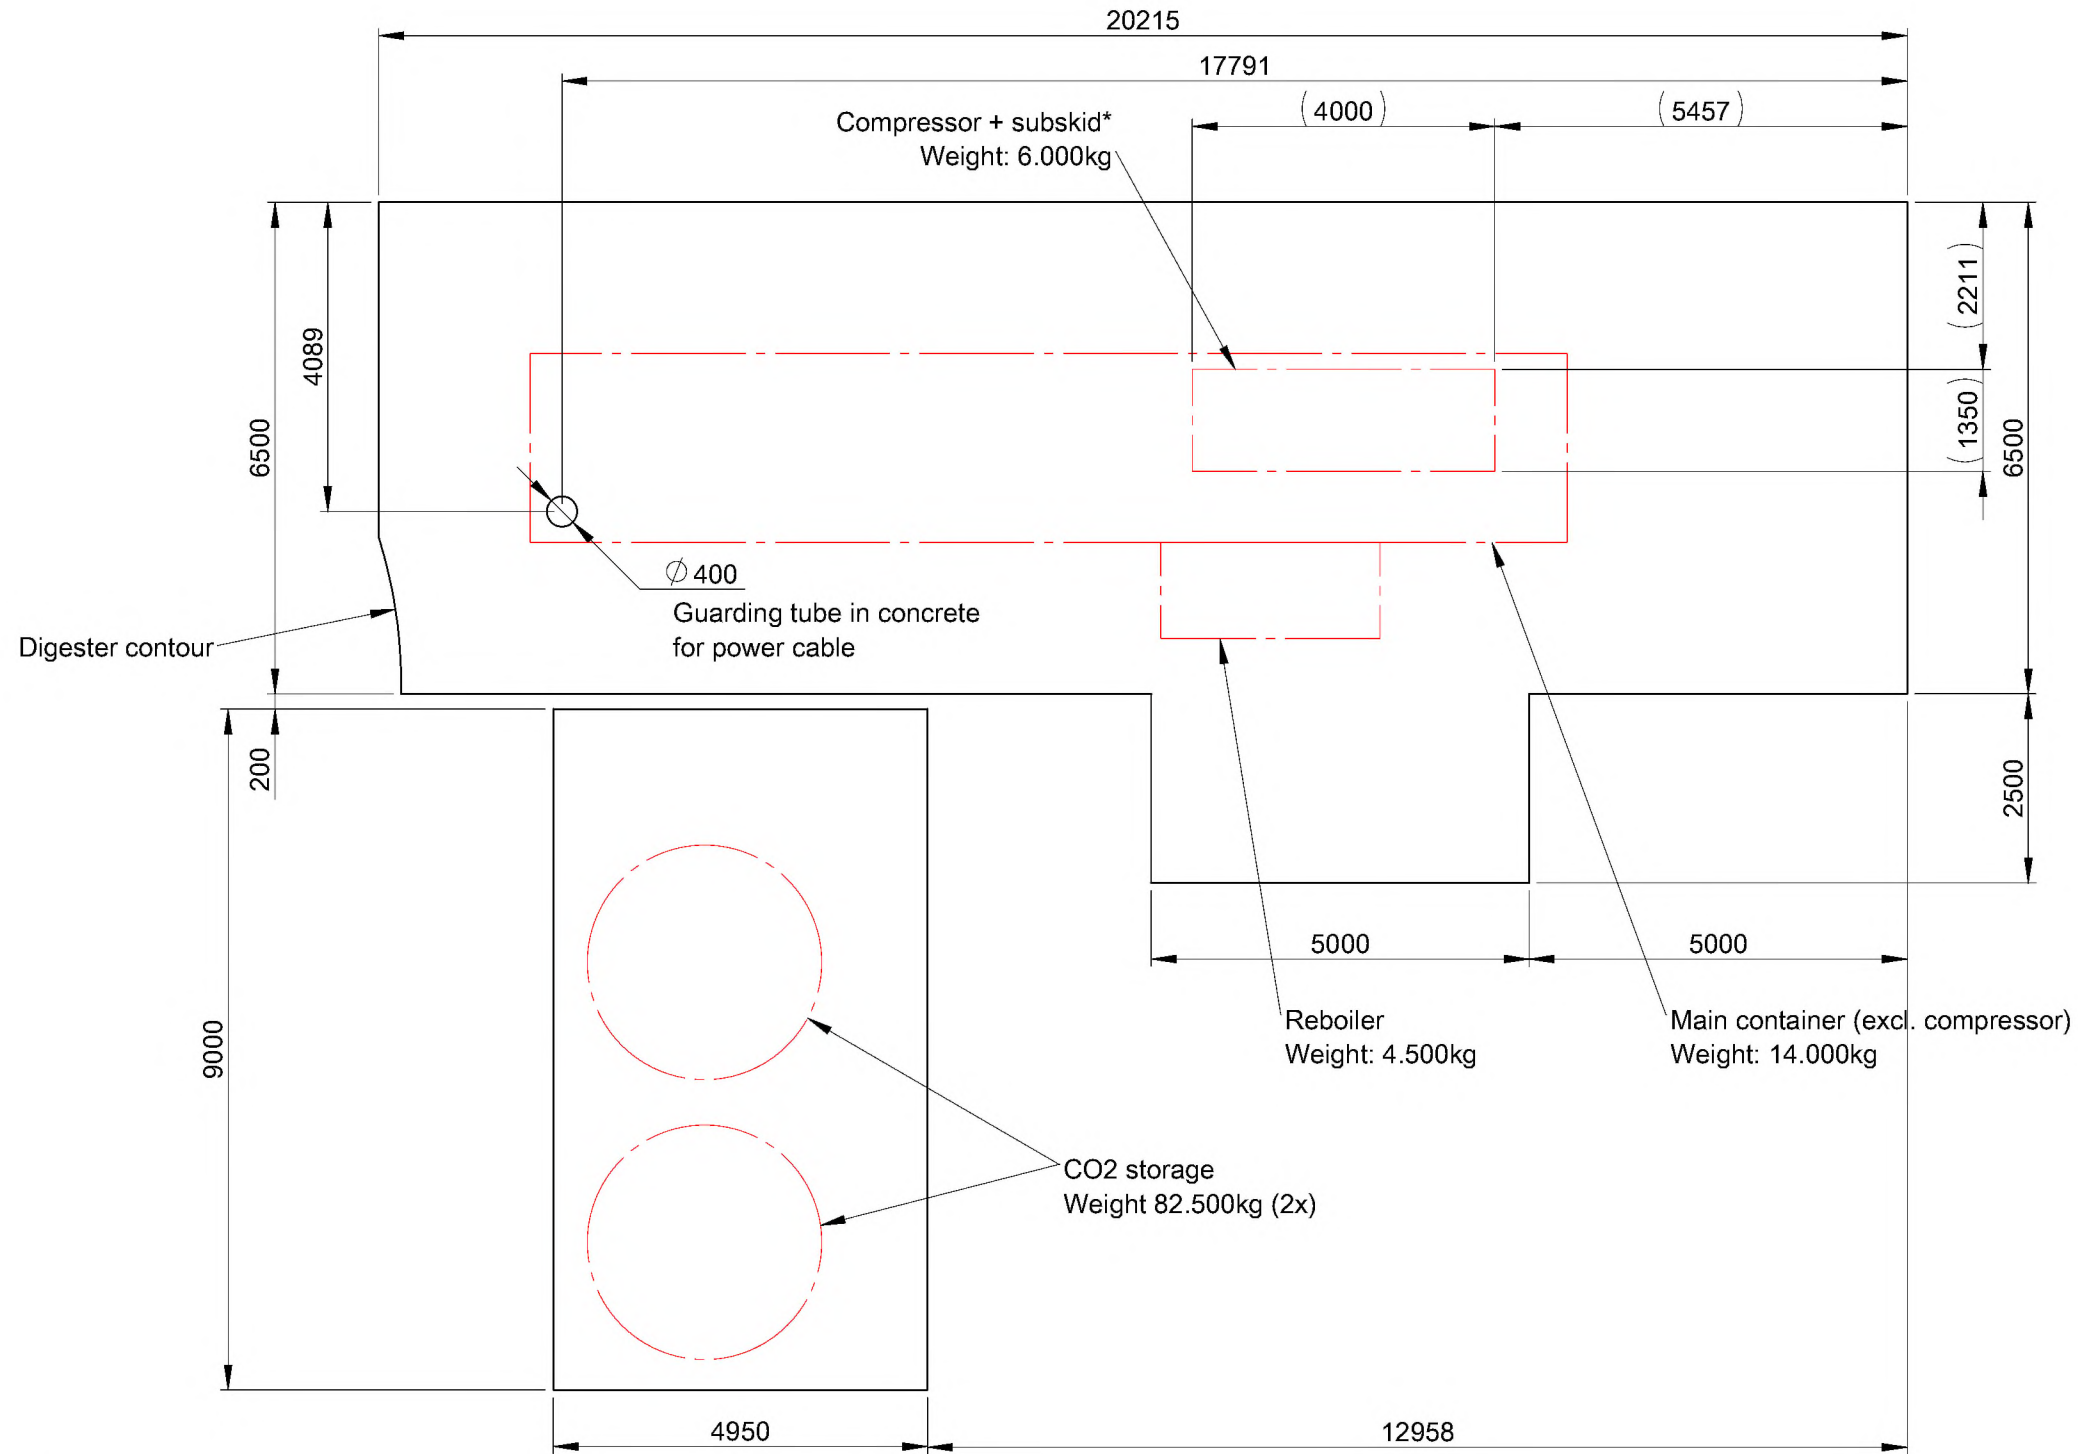 20215
17791
(4000)
(5457)
Compressor + subskid*
Weight: 6.000kg
(2211)
4089
(1350)
6500
6500
⌀400
Guarding tube in concrete
for power cable
Digester contour
200
2500
5000
5000
Reboiler
Weight: 4.500kg
Main container (excl. compressor)
Weight: 14.000kg
9000
CO2 storage
Weight 82.500kg (2x)
4950
12958